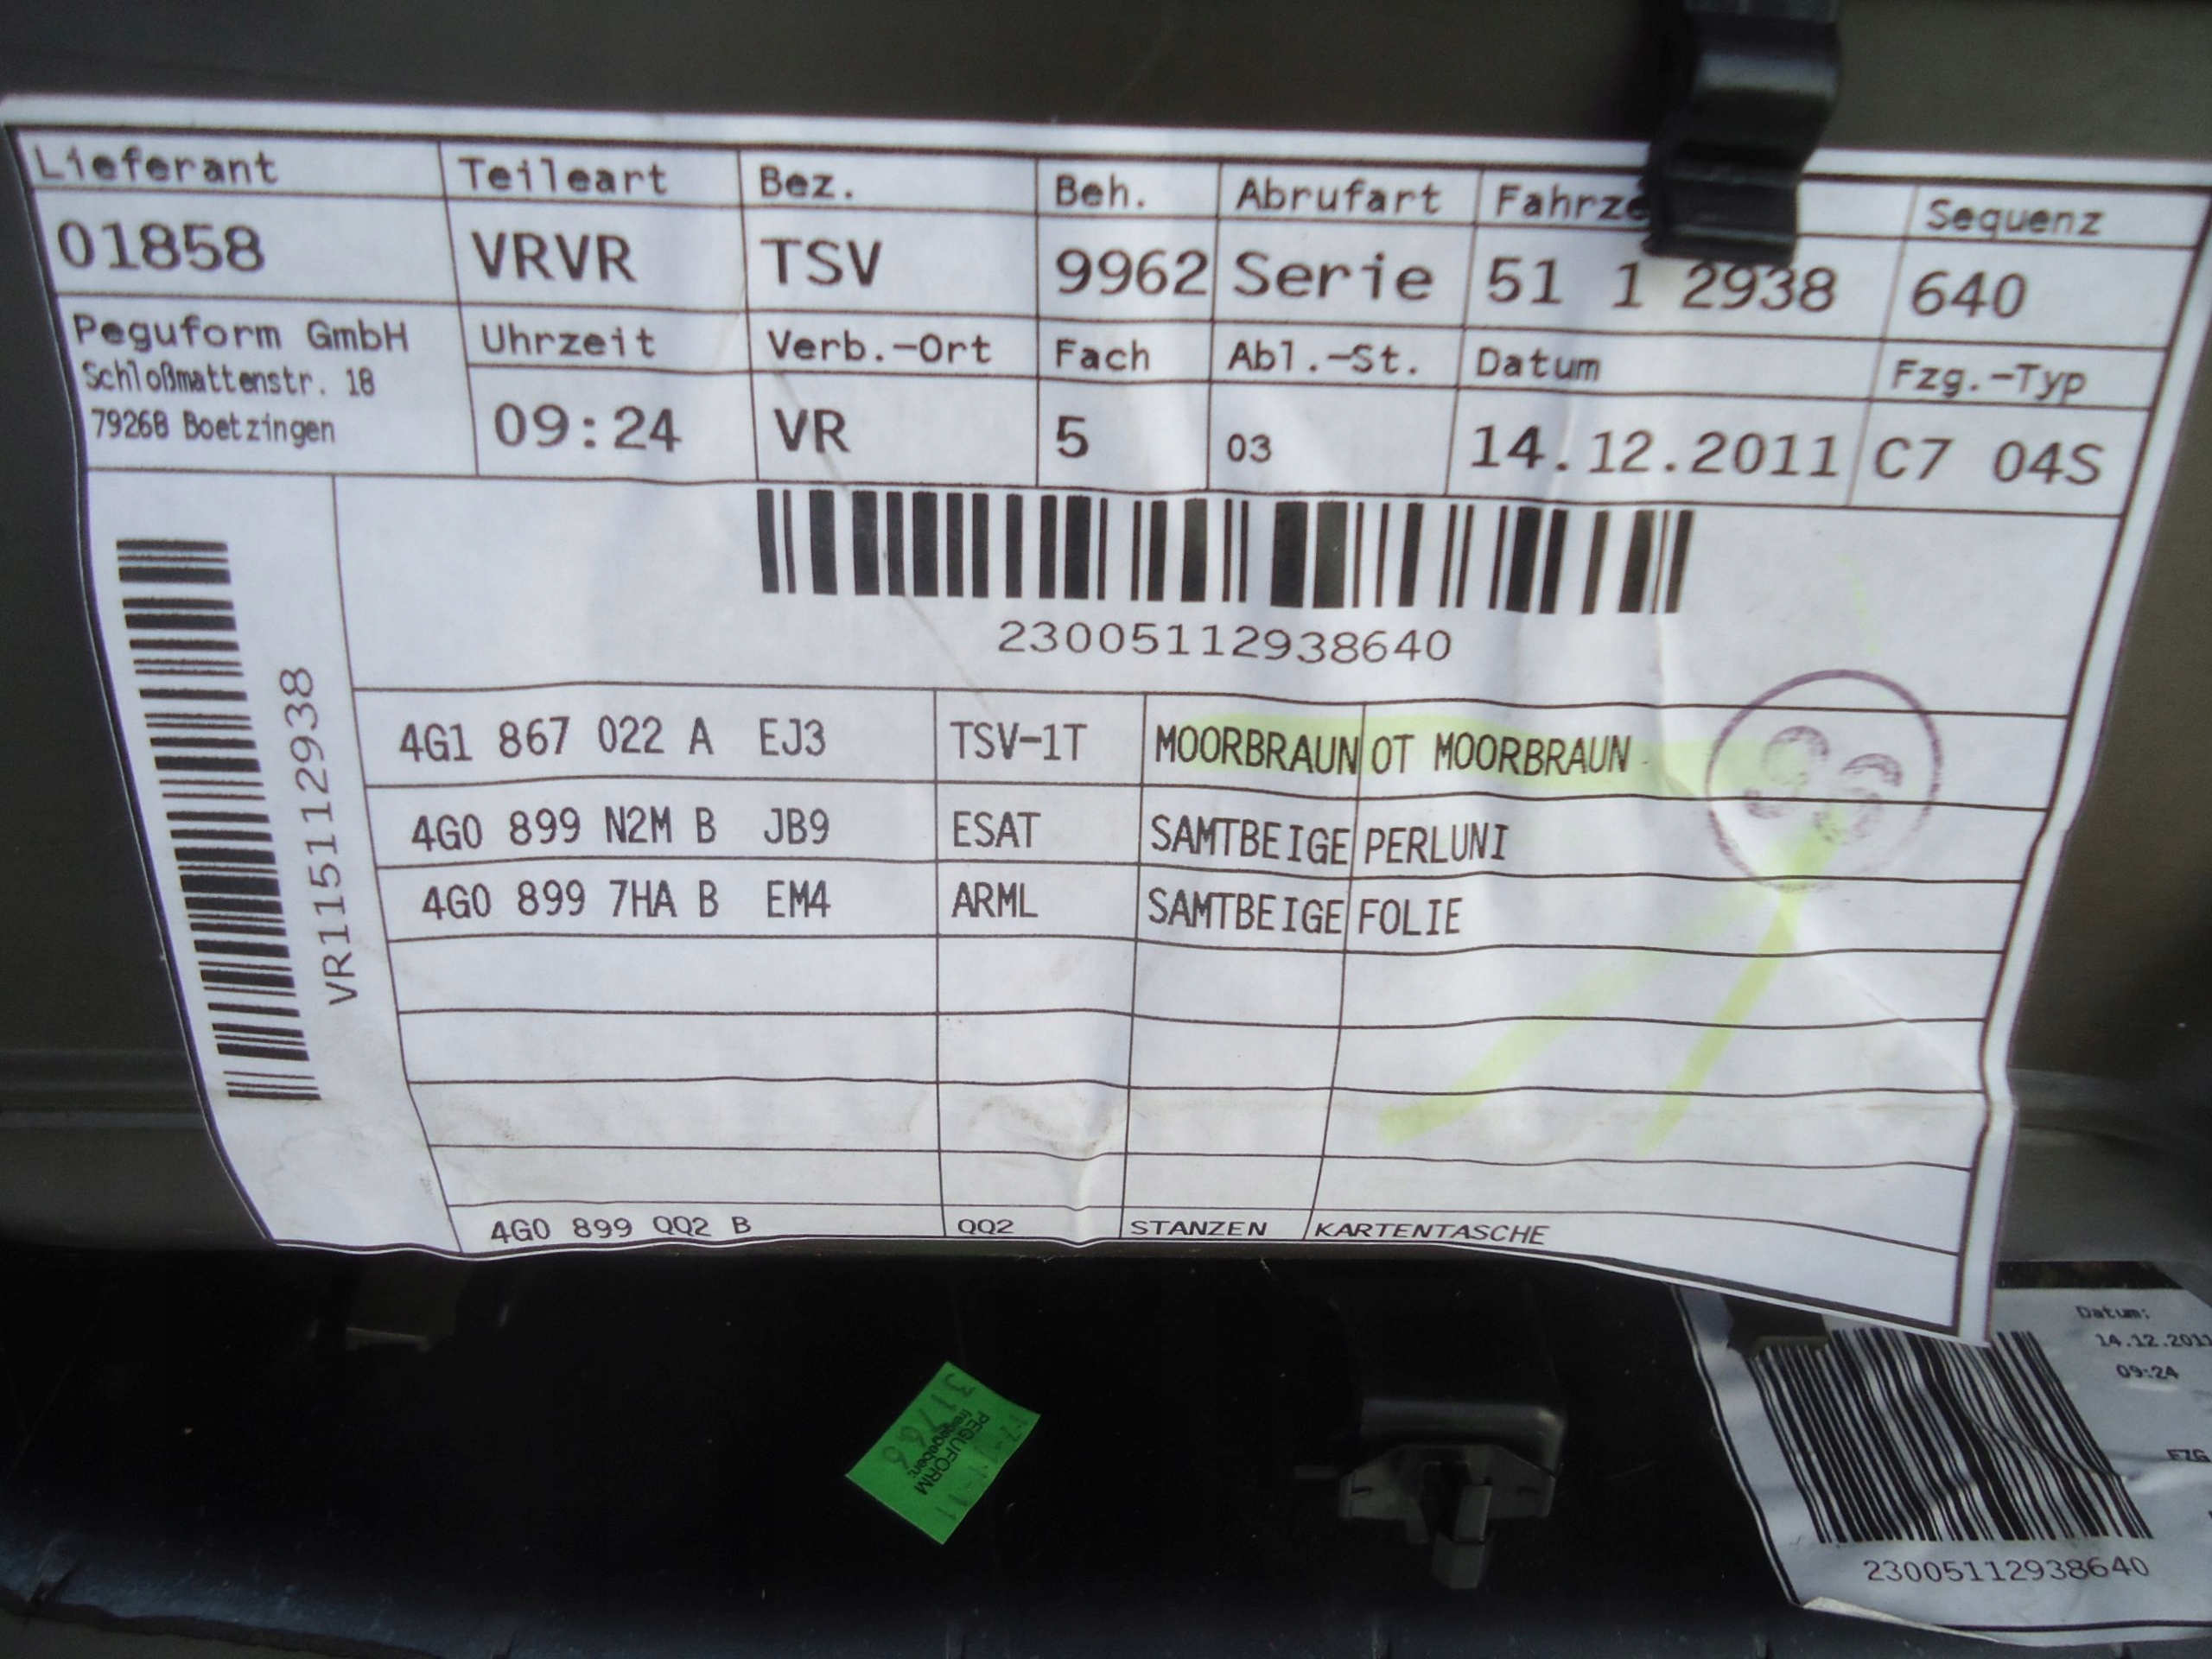 Lieferant Teileart Bez. Beh. Abrufart Fahrze Sequenz
01858 VRVR TSV 9962 Serie 51 1 2938 640
Peguform GmbH Uhrzeit Verb.-Ort Fach Abl.-St. Datum Fzg.-Typ
Schloßmattenstr. 18
79268 Boetzingen 09:24 VR 5 03 14.12.2011 C7 04S
23005112938640
VR11511​2938
4G1 867 022 A EJ3 TSV-1T MOORBRAUN OT MOORBRAUN
4G0 899 N2M B JB9 ESAT SAMTBEIGE PERLUNI
4G0 899 7HA B EM4 ARML SAMTBEIGE FOLIE
4G0 899 QQ2 B QQ2 STANZEN KARTENTASCHE
PEGUFORM
freigegeben:
Datum:
14.12.2011
09:24
FZG
23005112938640